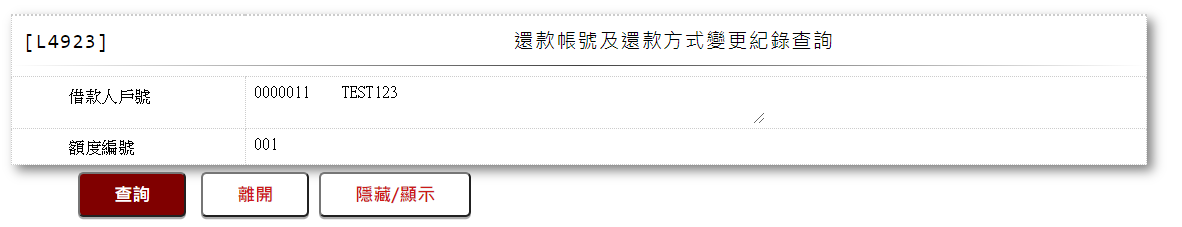 [L4923] 還款帳號及還款方式變更紀錄查詢
借款人戶號 0000011 TEST123
額度編號 001
查詢 離開 隱藏/顯示